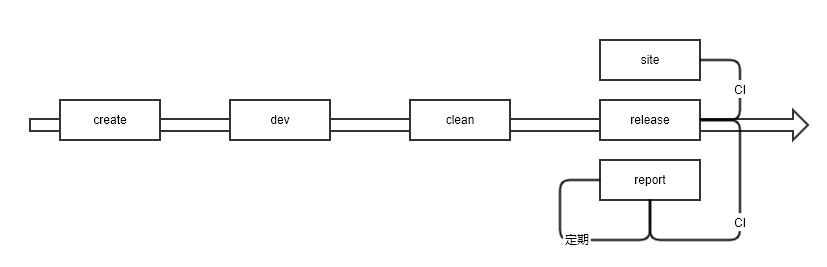 site
CI
create
dev
clean
release
report
CI
定期